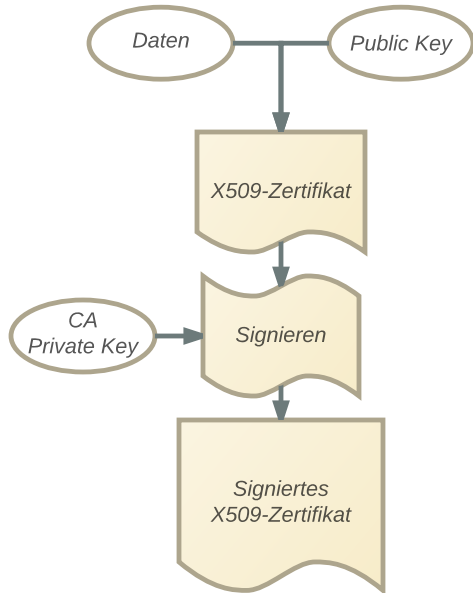 Daten
Public Key
X509-Zertifikat
CA
Private Key
Signieren
Signiertes
X509-Zertifikat